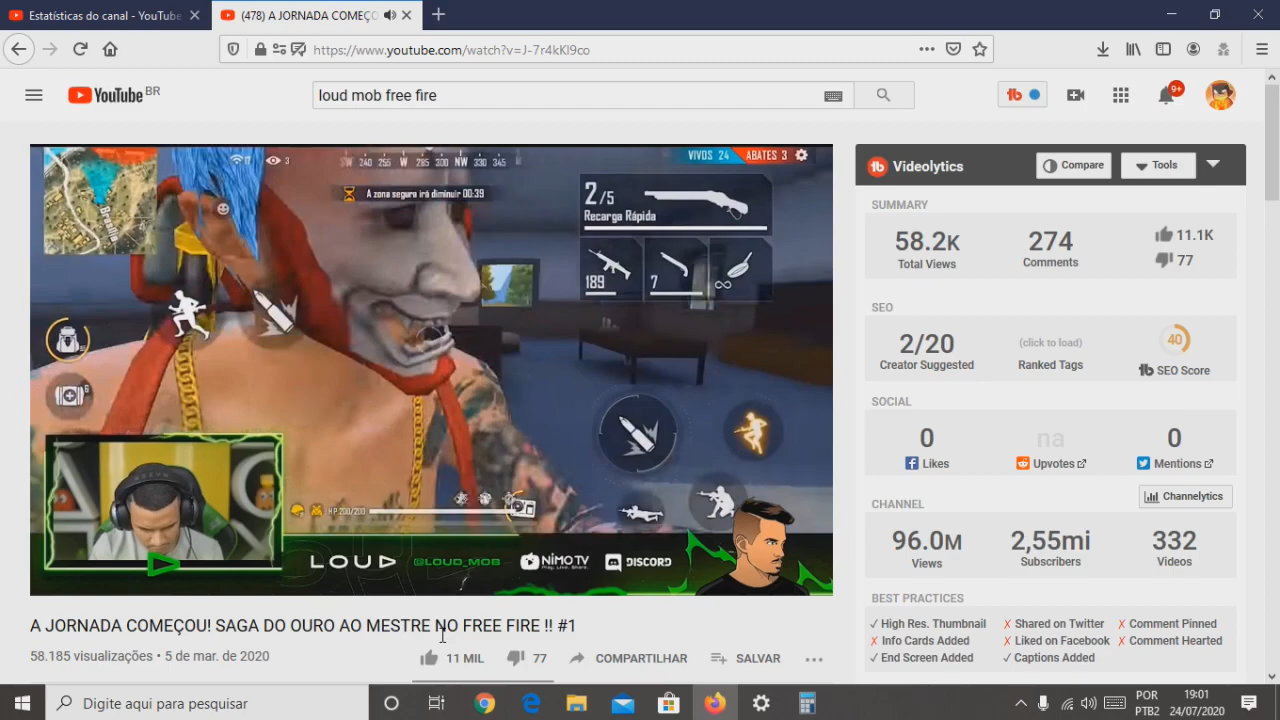 Estatísticas do canal - YouTube
(478) A JORNADA COMEÇO
https://www.youtube.com/watch?v=J-7r4kKl9co
YouTube BR
loud mob free fire
9+
SW 240 255 W 285 300 NW 330 345
VIVOS 24 ABATES 3
A zona segura irá diminuir 00:39
Brasília
2/5
Recarga Rápida
189
7
∞
HP 200/200
LOUD @LOUD_MOB NIMO TV DISCORD
A JORNADA COMEÇOU! SAGA DO OURO AO MESTRE NO FREE FIRE !! #1
58.185 visualizações • 5 de mar. de 2020
11 MIL 77 COMPARTILHAR SALVAR
Videolytics
Compare Tools
SUMMARY
58.2K 274 11.1K
Total Views Comments 77
SEO
2/20 (click to load) 40
Creator Suggested Ranked Tags SEO Score
SOCIAL
0 na 0
Likes Upvotes Mentions
CHANNEL Channelytics
96.0M 2,55mi 332
Views Subscribers Videos
BEST PRACTICES
✓ High Res. Thumbnail ✗ Shared on Twitter ✗ Comment Pinned
✗ Info Cards Added ✗ Liked on Facebook ✗ Comment Hearted
✓ End Screen Added ✓ Captions Added
Digite aqui para pesquisar
POR 19:01
PTB2 24/07/2020